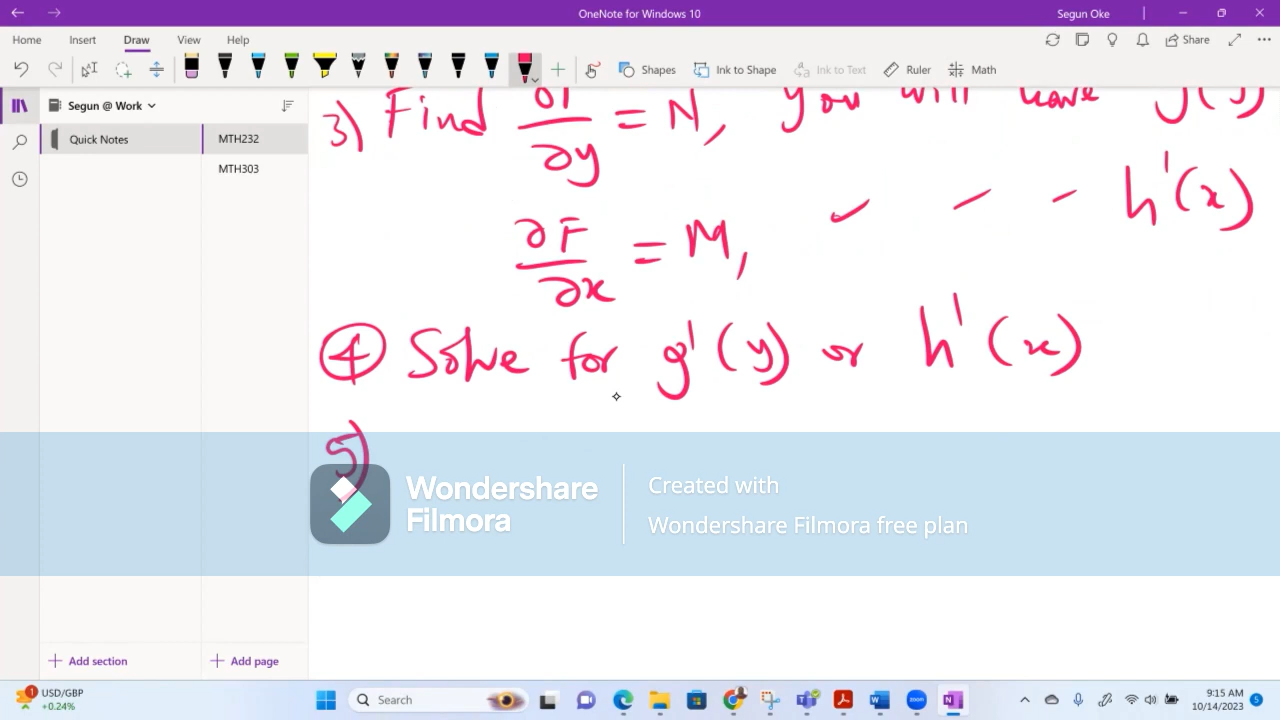 OneNote for Windows 10
Segun Oke
Home Insert Draw View Help
Share
Shapes Ink to Shape Ink to Text Ruler Math
Segun @ Work
Quick Notes
MTH232
MTH303
3) Find = N, you will have
∂y
h'(x)
∂F = M,
∂x
④ Solve for g'(y) or h'(x)
5)
Wondershare
Filmora
Created with
Wondershare Filmora free plan
Add section
Add page
USD/GBP
+0.24%
1
Search
zoom
9:15 AM
10/14/2023
5